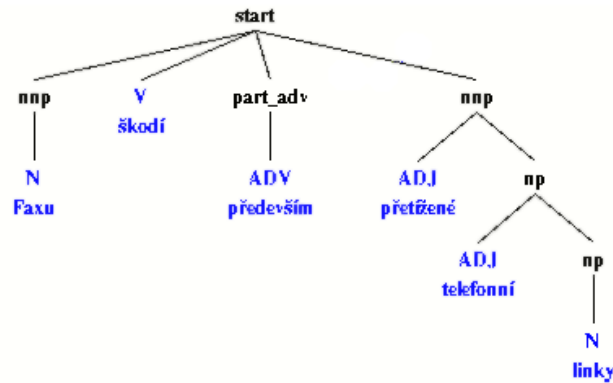 start
nnp V part_adv nnp
škodí
N ADV ADJ np
Faxu především přetížené
ADJ np
telefonní
N
linky